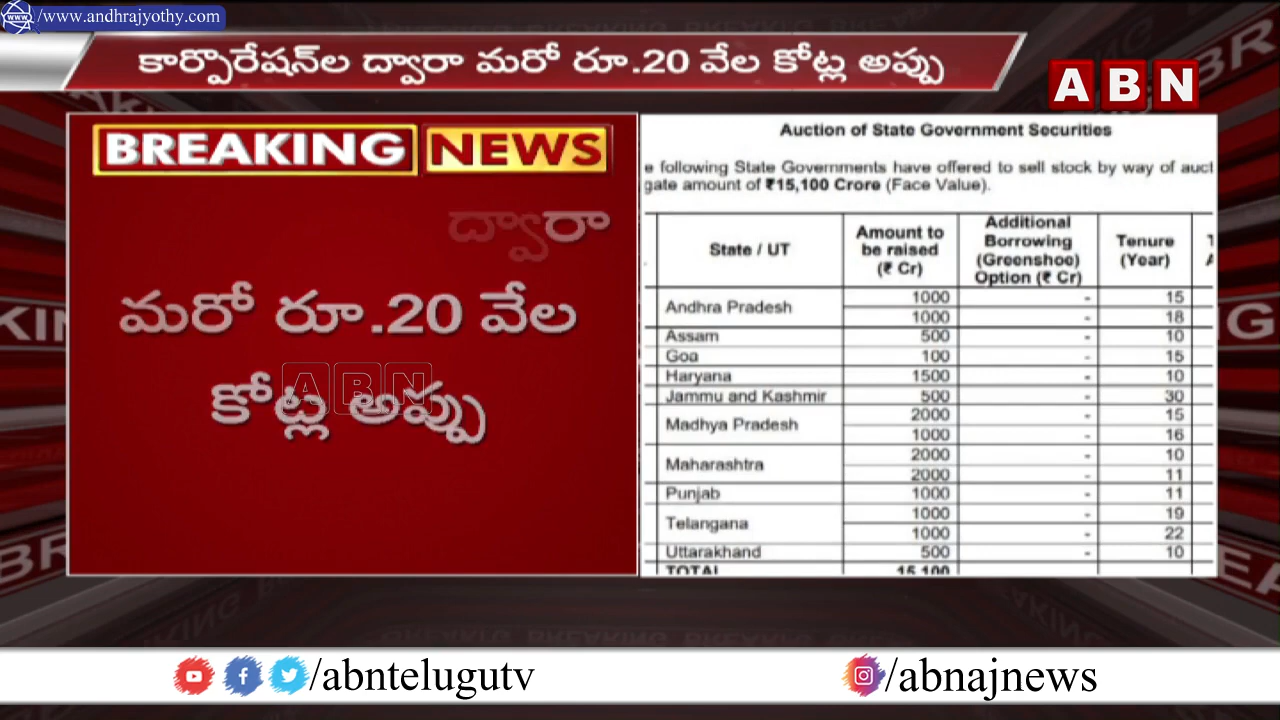 /www.andhrajyothy.com
కార్పొరేషన్‌ల ద్వారా మరో రూ.20 వేల కోట్ల అప్పు
ABN
BREAKING NEWS
ద్వారా
మరో రూ.20 వేల
కోట్ల అప్పు
ABN
Auction of State Government Securities
e following State Governments have offered to sell stock by way of auct
gate amount of ₹15,100 Crore (Face Value).
State / UT Amount to be raised (₹ Cr) Additional Borrowing (Greenshoe) Option (₹ Cr) Tenure (Year)
Andhra Pradesh 1000 - 15
1000 - 18
Assam 500 - 10
Goa 100 - 15
Haryana 1500 - 10
Jammu and Kashmir 500 - 30
Madhya Pradesh 2000 - 15
1000 - 16
Maharashtra 2000 - 10
2000 - 11
Punjab 1000 - 11
Telangana 1000 - 19
1000 - 22
Uttarakhand 500 - 10
TOTAL 15,100
/abntelugutv
/abnajnews